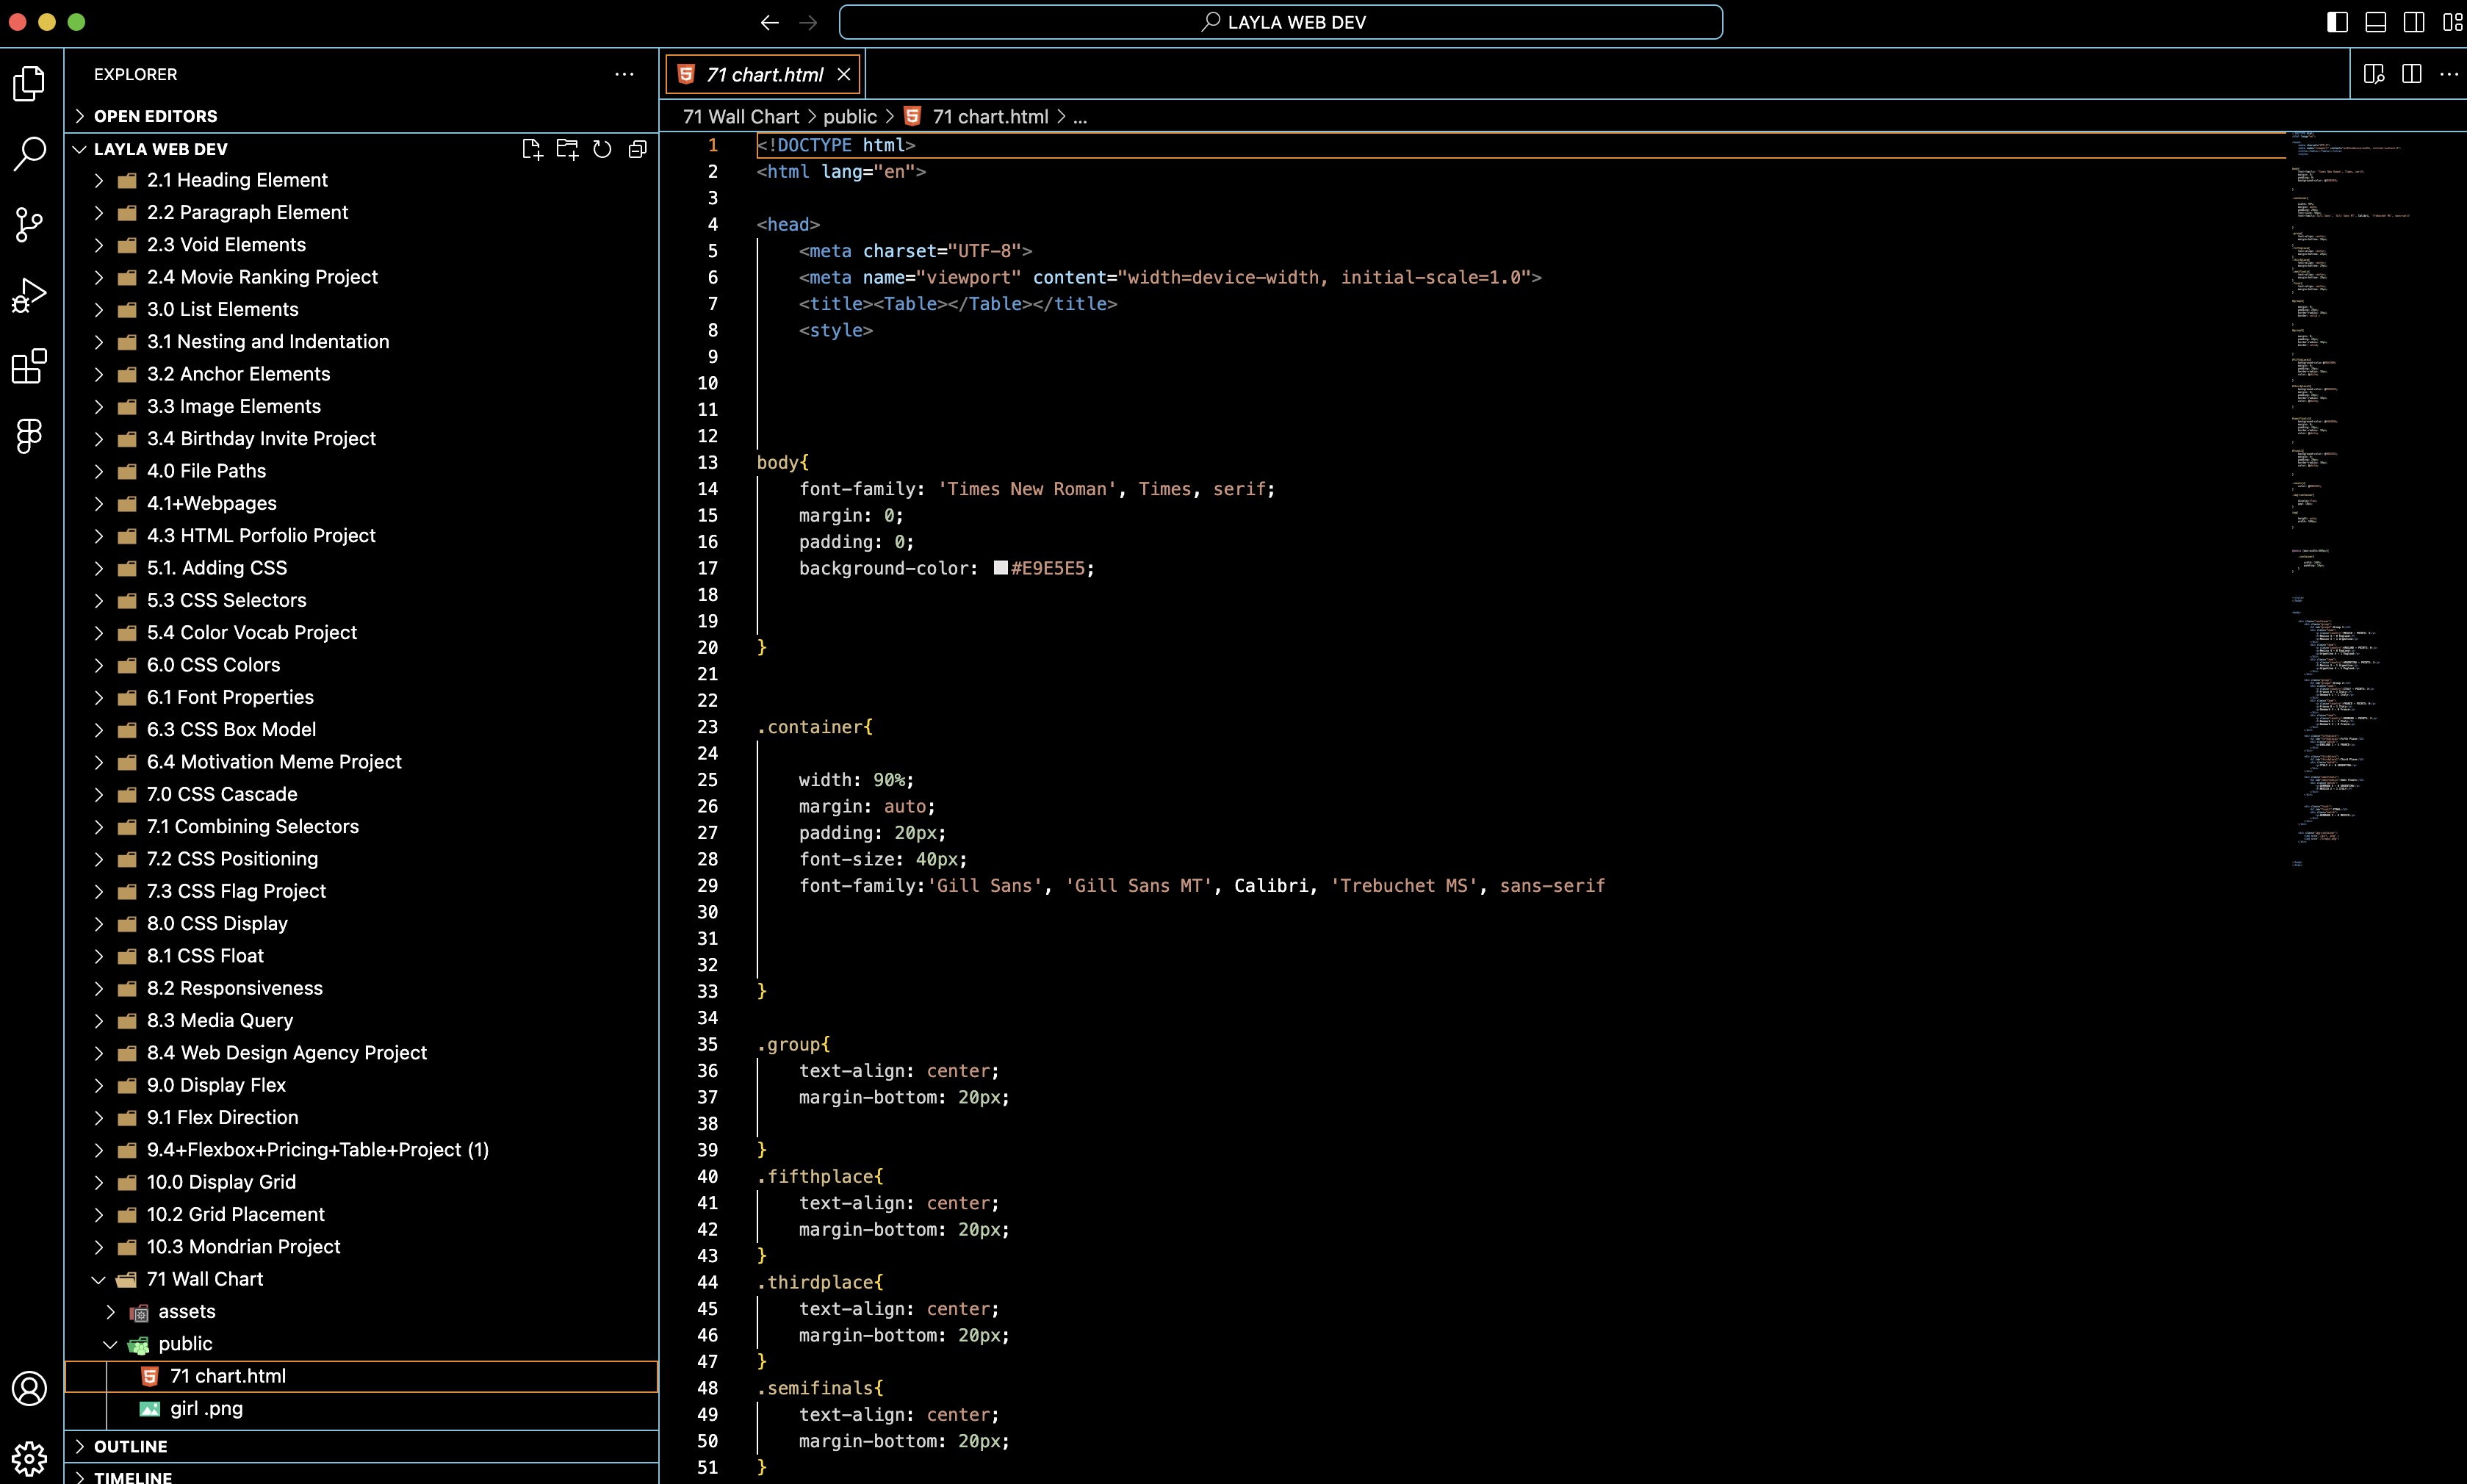 LAYLA WEB DEV
EXPLORER
OPEN EDITORS
LAYLA WEB DEV
2.1 Heading Element
2.2 Paragraph Element
2.3 Void Elements
2.4 Movie Ranking Project
3.0 List Elements
3.1 Nesting and Indentation
3.2 Anchor Elements
3.3 Image Elements
3.4 Birthday Invite Project
4.0 File Paths
4.1+Webpages
4.3 HTML Porfolio Project
5.1. Adding CSS
5.3 CSS Selectors
5.4 Color Vocab Project
6.0 CSS Colors
6.1 Font Properties
6.3 CSS Box Model
6.4 Motivation Meme Project
7.0 CSS Cascade
7.1 Combining Selectors
7.2 CSS Positioning
7.3 CSS Flag Project
8.0 CSS Display
8.1 CSS Float
8.2 Responsiveness
8.3 Media Query
8.4 Web Design Agency Project
9.0 Display Flex
9.1 Flex Direction
9.4+Flexbox+Pricing+Table+Project (1)
10.0 Display Grid
10.2 Grid Placement
10.3 Mondrian Project
71 Wall Chart
assets
public
71 chart.html
girl .png
OUTLINE
TIMELINE
71 chart.html
71 Wall Chart > public > 71 chart.html > ...
1 <!DOCTYPE html>
2 <html lang="en">
3
4 <head>
5 <meta charset="UTF-8">
6 <meta name="viewport" content="width=device-width, initial-scale=1.0">
7 <title><Table></Table></title>
8 <style>
9
10
11
12
13 body{
14 font-family: 'Times New Roman', Times, serif;
15 margin: 0;
16 padding: 0;
17 background-color: #E9E5E5;
18
19
20 }
21
22
23 .container{
24
25 width: 90%;
26 margin: auto;
27 padding: 20px;
28 font-size: 40px;
29 font-family:'Gill Sans', 'Gill Sans MT', Calibri, 'Trebuchet MS', sans-serif
30
31
32
33 }
34
35 .group{
36 text-align: center;
37 margin-bottom: 20px;
38
39 }
40 .fifthplace{
41 text-align: center;
42 margin-bottom: 20px;
43 }
44 .thirdplace{
45 text-align: center;
46 margin-bottom: 20px;
47 }
48 .semifinals{
49 text-align: center;
50 margin-bottom: 20px;
51 }